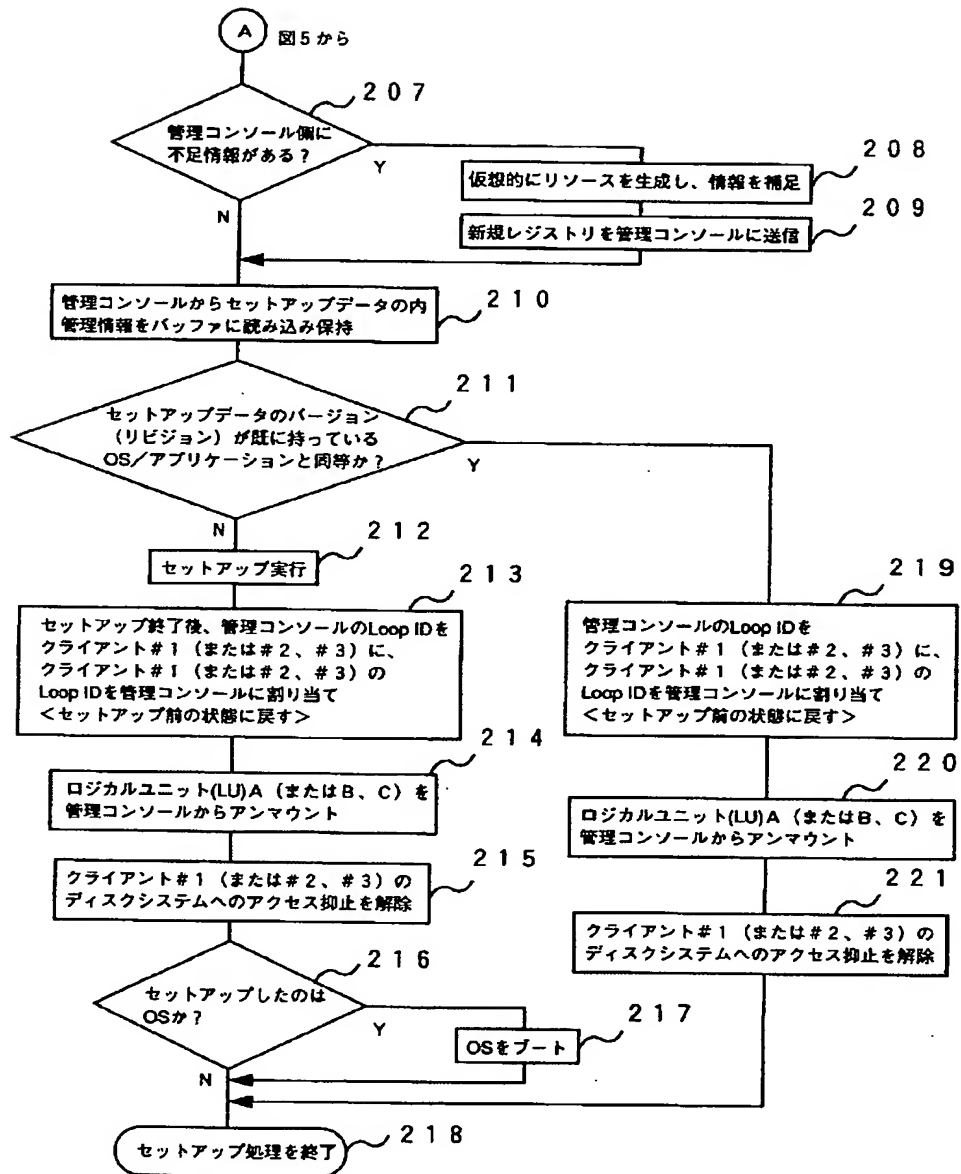 A
図5から
207
管理コンソール側に
不足情報がある？
Y
N
208
仮想的にリソースを生成し、情報を補足
209
新規レジストリを管理コンソールに送信
210
管理コンソールからセットアップデータの内
管理情報をバッファに読み込み保持
211
セットアップデータのバージョン
（リビジョン）が既に持っている
OS／アプリケーションと同等か？
Y
N
212
セットアップ実行
213
セットアップ終了後、管理コンソールのLoop IDを
クライアント＃1（または＃2、＃3）に、
クライアント＃1（または＃2、＃3）の
Loop IDを管理コンソールに割り当て
＜セットアップ前の状態に戻す＞
214
ロジカルユニット(LU)A（またはB、C）を
管理コンソールからアンマウント
215
クライアント＃1（または＃2、＃3）の
ディスクシステムへのアクセス抑止を解除
216
セットアップしたのは
OSか？
Y
N
217
OSをブート
218
セットアップ処理を終了
219
管理コンソールのLoop IDを
クライアント＃1（または＃2、＃3）に、
クライアント＃1（または＃2、＃3）の
Loop IDを管理コンソールに割り当て
＜セットアップ前の状態に戻す＞
220
ロジカルユニット(LU)A（またはB、C）を
管理コンソールからアンマウント
221
クライアント＃1（または＃2、＃3）の
ディスクシステムへのアクセス抑止を解除